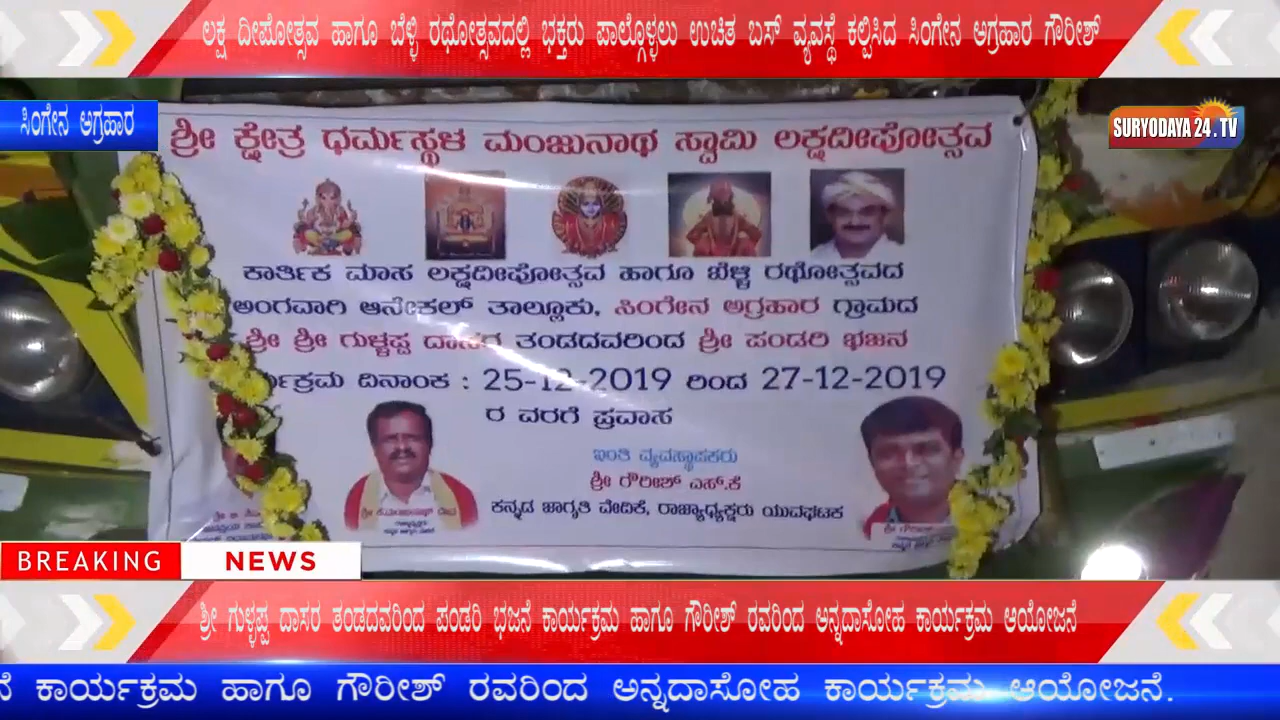 ಲಕ್ಷ ದೀಪೋತ್ಸವ ಹಾಗೂ ಬೆಳ್ಳಿ ರಥೋತ್ಸವದಲ್ಲಿ ಭಕ್ತರು ಪಾಲ್ಗೊಳ್ಳಲು ಉಚಿತ ಬಸ್ ವ್ಯವಸ್ಥೆ ಕಲ್ಪಿಸಿದ ಸಿಂಗೇನ ಅಗ್ರಹಾರ ಗೌರೀಶ್
ಸಿಂಗೇನ ಅಗ್ರಹಾರ
SURYODAYA 24.TV
ಶ್ರೀ ಕ್ಷೇತ್ರ ಧರ್ಮಸ್ಥಳ ಮಂಜುನಾಥ ಸ್ವಾಮಿ ಲಕ್ಷದೀಪೋತ್ಸವ
ಕಾರ್ತಿಕ ಮಾಸ ಲಕ್ಷದೀಪೋತ್ಸವ ಹಾಗೂ ಬೆಳ್ಳಿ ರಥೋತ್ಸವದ
ಅಂಗವಾಗಿ ಆನೇಕಲ್ ತಾಲ್ಲೂಕು, ಸಿಂಗೇನ ಅಗ್ರಹಾರ ಗ್ರಾಮದ
ಶ್ರೀ ಶ್ರೀ ಗುಳ್ಳಪ್ಪ ದಾಸರ ತಂಡದವರಿಂದ ಶ್ರೀ ಪಂಡರಿ ಭಜನ
ದಿನಾಂಕ : 25-12-2019 ರಿಂದ 27-12-2019
ರ ವರಗೆ ಪ್ರವಾಸ
ಇಂತಿ ವ್ಯವಸ್ಥಾಪಕರು
ಶ್ರೀ ಗೌರೀಶ್ ಎಸ್.ಕೆ
ಕನ್ನಡ ಜಾಗೃತಿ ವೇದಿಕೆ, ರಾಜ್ಯಾಧ್ಯಕ್ಷರು ಯುವಘಟಕ
BREAKING NEWS
ಶ್ರೀ ಗುಳ್ಳಪ್ಪ ದಾಸರ ತಂಡದವರಿಂದ ಪಂಡರಿ ಭಜನೆ ಕಾರ್ಯಕ್ರಮ ಹಾಗೂ ಗೌರೀಶ್ ರವರಿಂದ ಅನ್ನದಾಸೋಹ ಕಾರ್ಯಕ್ರಮ ಆಯೋಜನೆ
ನೆ ಕಾರ್ಯಕ್ರಮ ಹಾಗೂ ಗೌರೀಶ್ ರವರಿಂದ ಅನ್ನದಾಸೋಹ ಕಾರ್ಯಕ್ರಮ ಆಯೋಜನೆ.